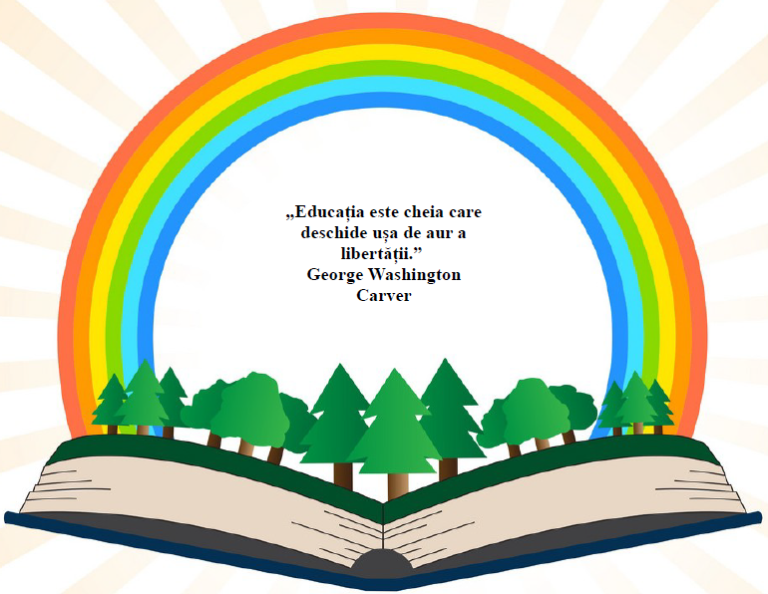 „Educația este cheia care
deschide ușa de aur a
libertății.”
George Washington
Carver